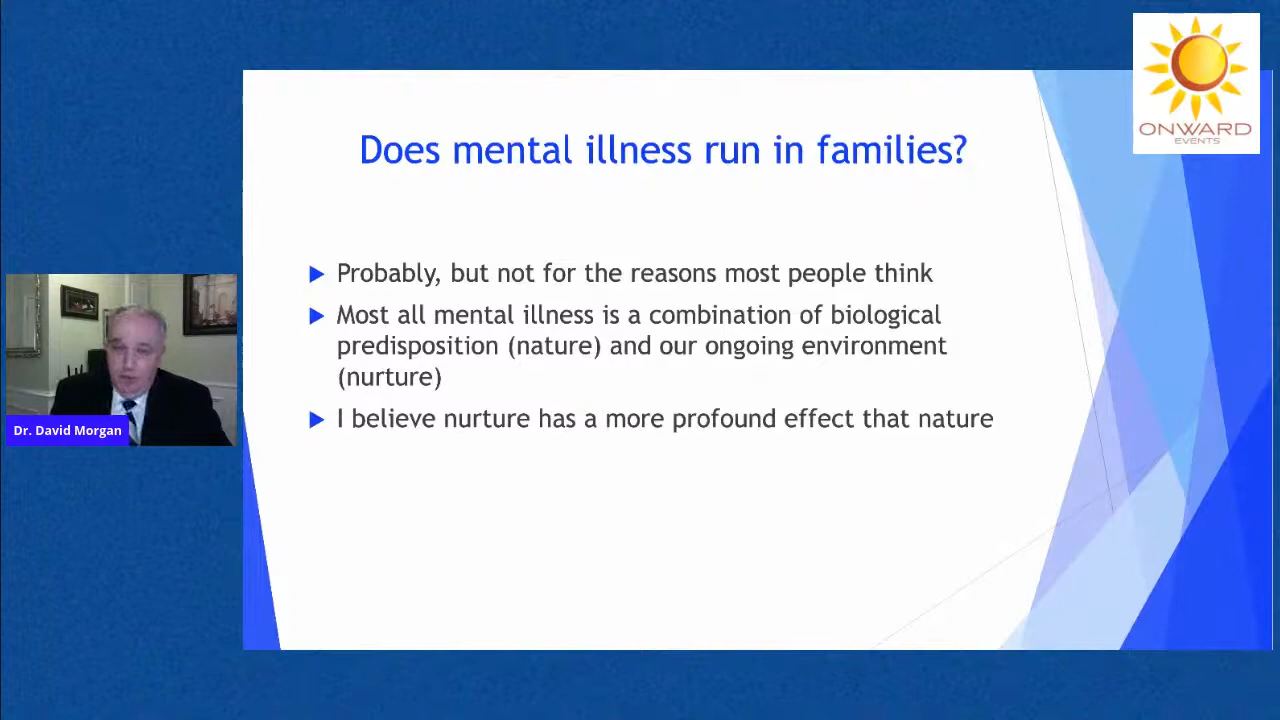 ONWARD
EVENTS
Does mental illness run in families?
Probably, but not for the reasons most people think
Most all mental illness is a combination of biological
predisposition (nature) and our ongoing environment
(nurture)
I believe nurture has a more profound effect that nature
Dr. David Morgan